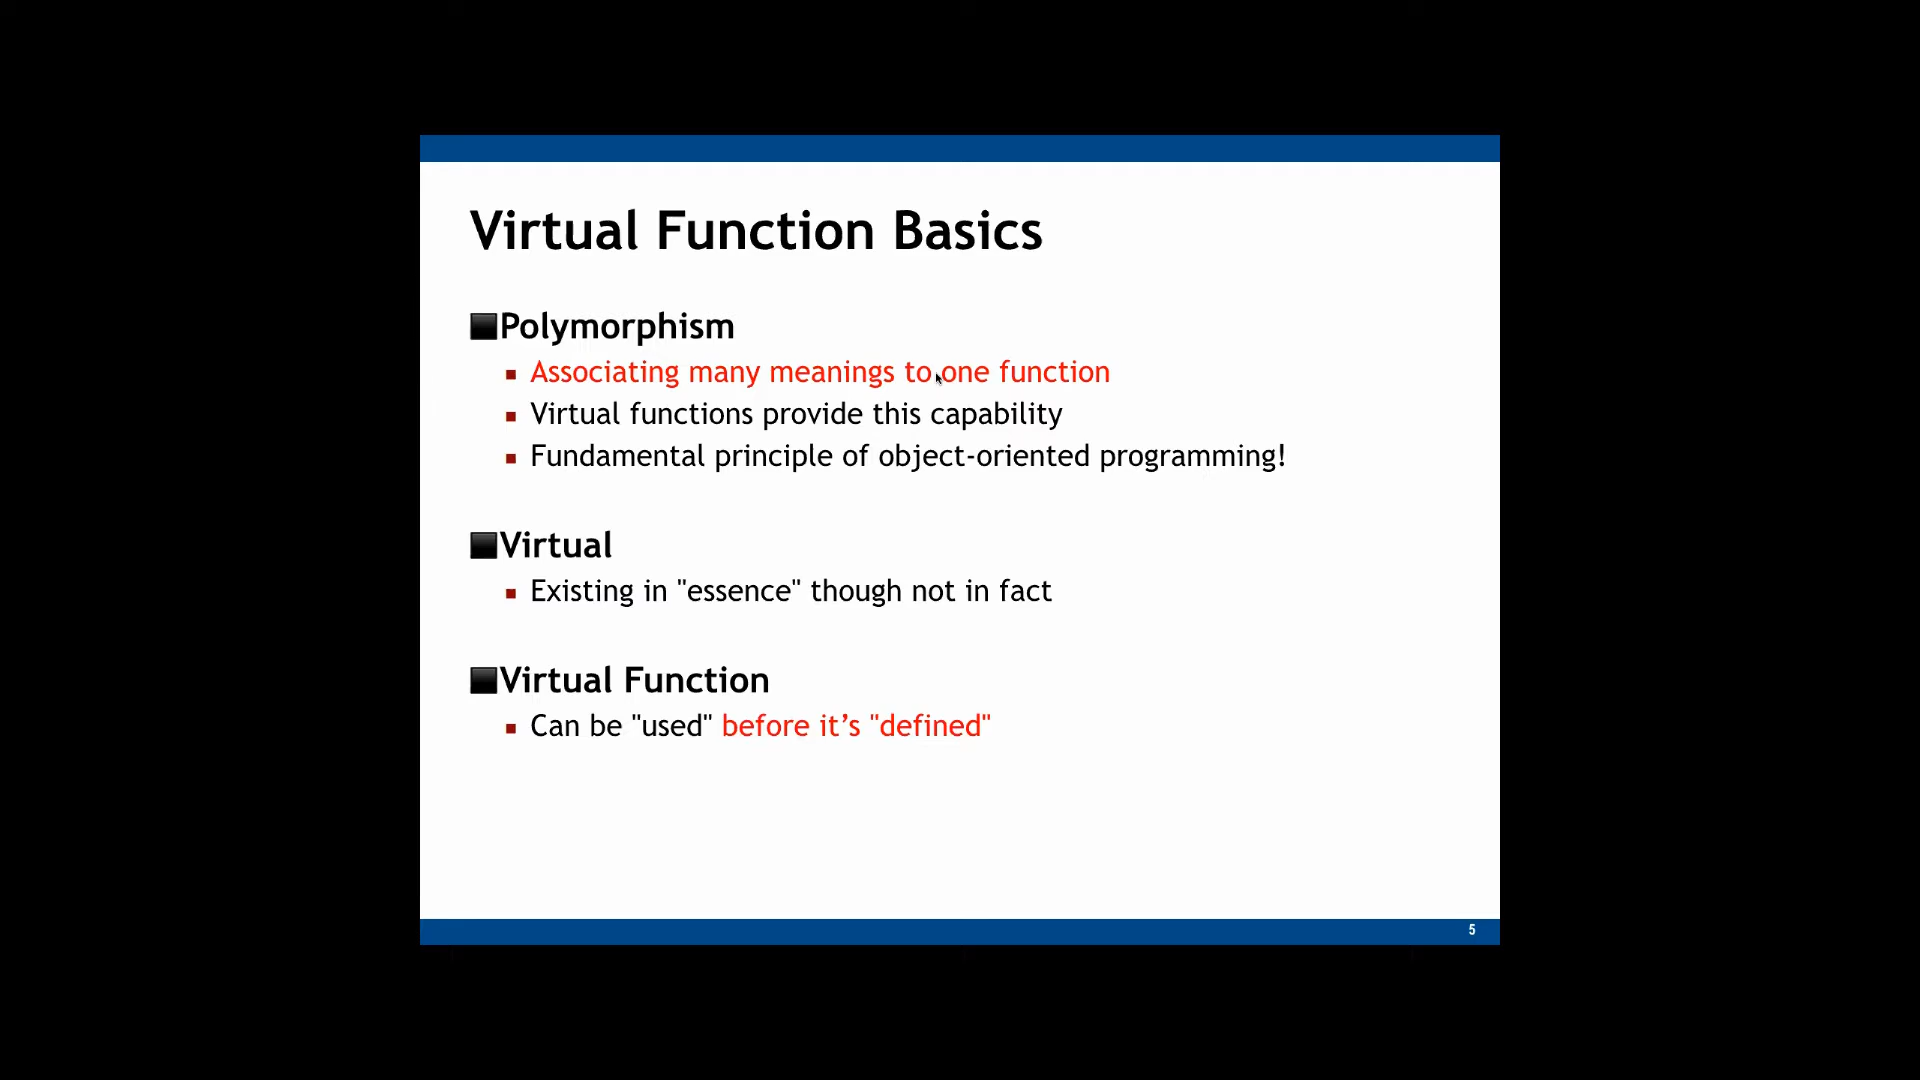 Virtual Function Basics
Polymorphism
Associating many meanings to one function
Virtual functions provide this capability
Fundamental principle of object-oriented programming!
Virtual
Existing in "essence" though not in fact
Virtual Function
Can be "used" before it’s "defined"
5